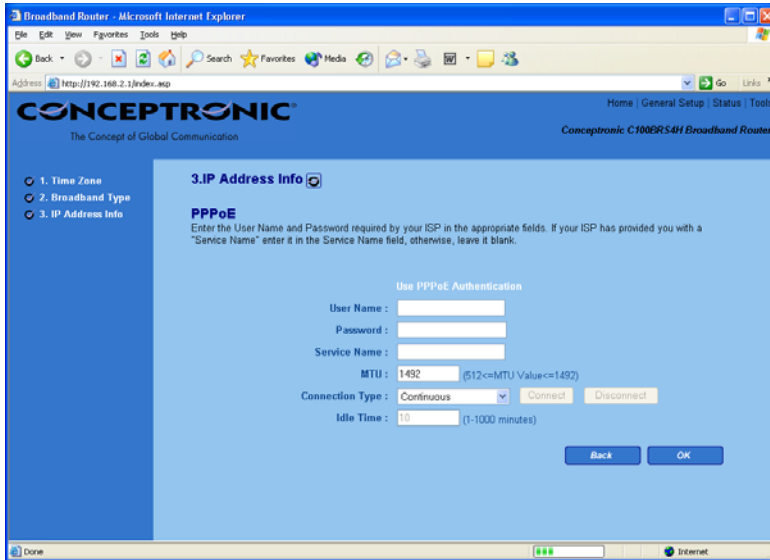 Broadband Router - Microsoft Internet Explorer
File Edit View Favorites Tools Help
Back Search Favorites Media
Address http://192.168.2.1/index.asp Go Links
CONCEPTRONIC
The Concept of Global Communication
Home | General Setup | Status | Tools
Conceptronic C100BRS4H Broadband Router
1. Time Zone
2. Broadband Type
3. IP Address Info
3.IP Address Info
PPPoE
Enter the User Name and Password required by your ISP in the appropriate fields. If your ISP has provided you with a
"Service Name" enter it in the Service Name field, otherwise, leave it blank.
Use PPPoE Authentication
User Name :
Password :
Service Name :
MTU : 1492 (512<=MTU Value<=1492)
Connection Type : Continuous Connect Disconnect
Idle Time : 10 (1-1000 minutes)
Back OK
Done Internet